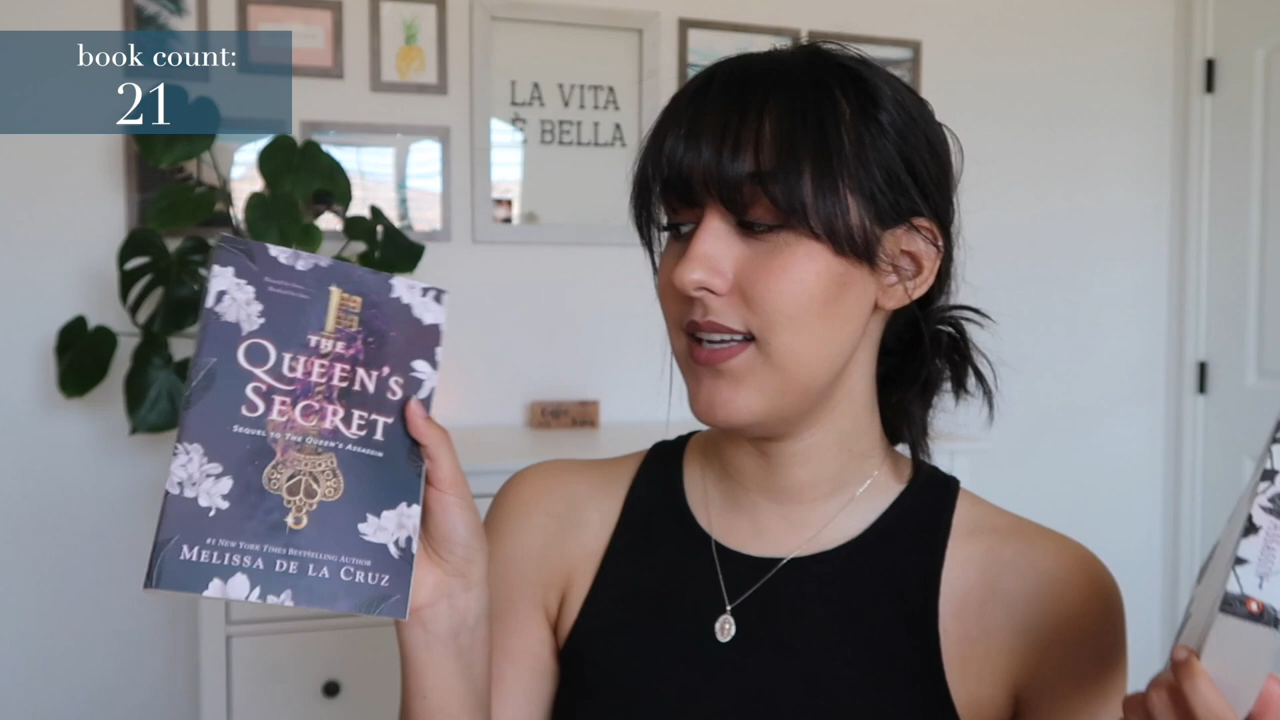 book count:
21
LA VITA
È BELLA
THE
QUEEN'S
SECRET
SEQUEL TO THE QUEEN'S ASSASSIN
#1 NEW YORK TIMES BESTSELLING AUTHOR
MELISSA DE LA CRUZ